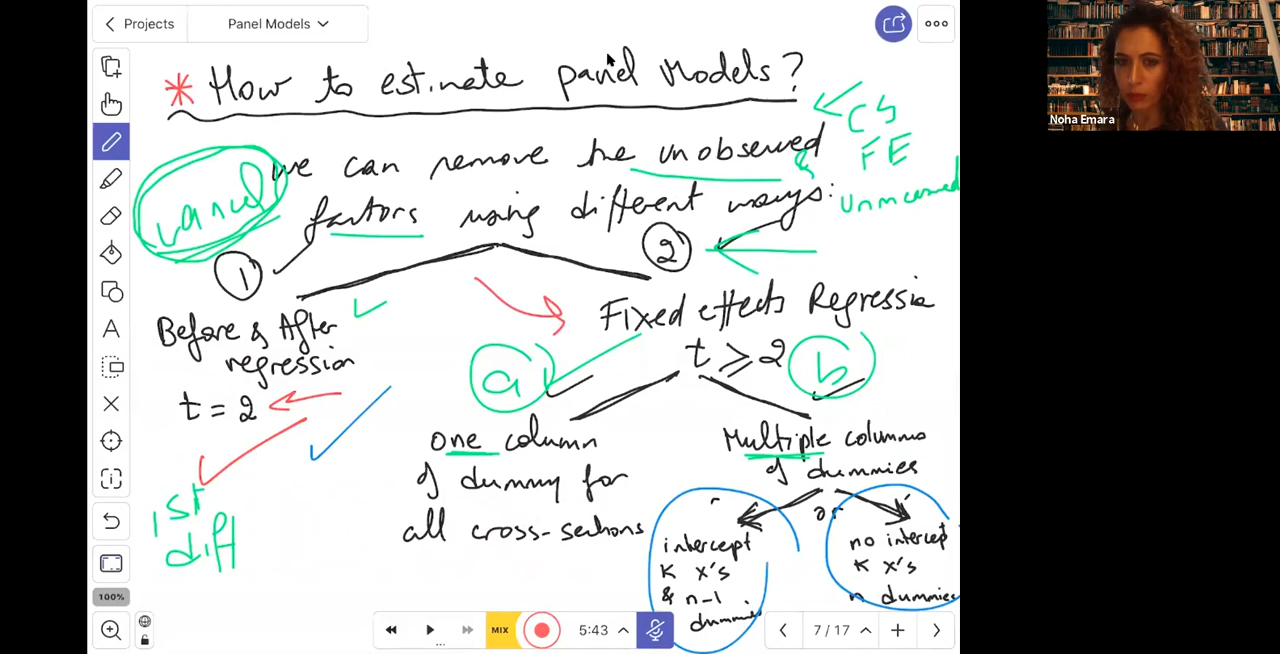 Projects
Panel Models
* How to estimate panel Models?
CS
FE
we can remove the unobserved
&
unmeasured
cancel
factors using different ways:
1
2
Before & After
regression
t = 2
1st
diff
Fixed effects Regressio
t ⩾ 2
a
b
One column
of dummy for
all cross-sections
Multiple columns
of dummies
or
intercept
K X's
& n-1
dummies
no intercept
K X's
n dummies
A
100%
MIX
5:43
7 / 17
Noha Emara